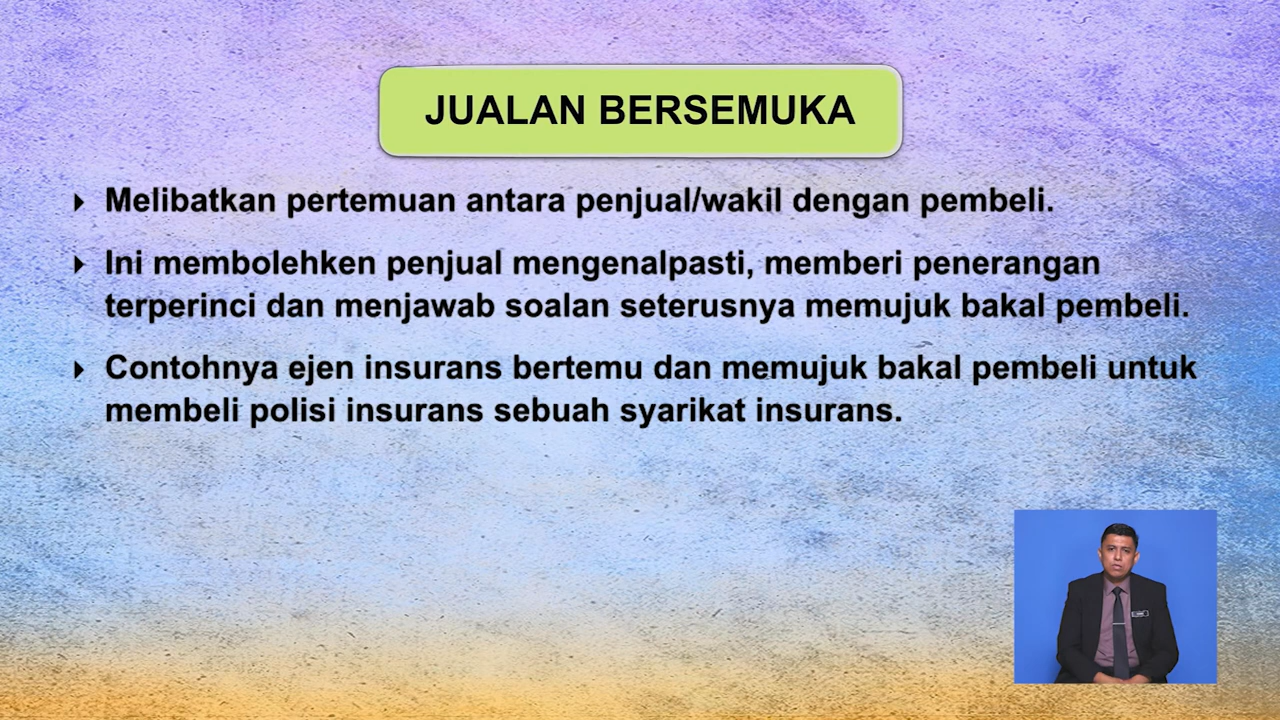 JUALAN BERSEMUKA
Melibatkan pertemuan antara penjual/wakil dengan pembeli.
Ini membolehken penjual mengenalpasti, memberi penerangan
terperinci dan menjawab soalan seterusnya memujuk bakal pembeli.
Contohnya ejen insurans bertemu dan memujuk bakal pembeli untuk
membeli polisi insurans sebuah syarikat insurans.